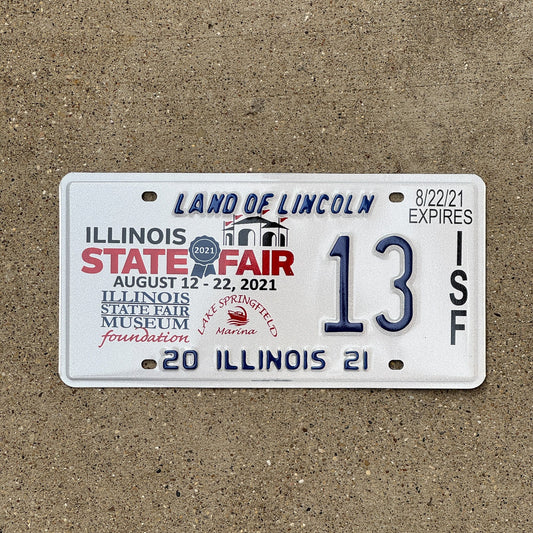 LAND OF LINCOLN
8/22/21
EXPIRES
ILLINOIS
STATE FAIR
2021
AUGUST 12 - 22, 2021
ILLINOIS
STATE FAIR
MUSEUM
foundation
LAKE SPRINGFIELD
Marina
13
ISF
20 ILLINOIS 21